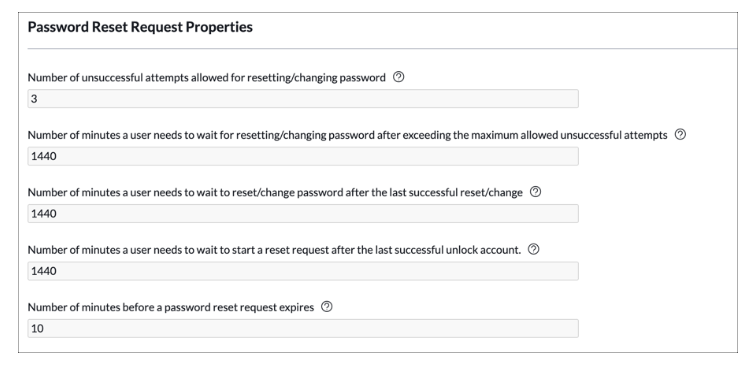 Password Reset Request Properties
Number of unsuccessful attempts allowed for resetting/changing password
3
Number of minutes a user needs to wait for resetting/changing password after exceeding the maximum allowed unsuccessful attempts
1440
Number of minutes a user needs to wait to reset/change password after the last successful reset/change
1440
Number of minutes a user needs to wait to start a reset request after the last successful unlock account.
1440
Number of minutes before a password reset request expires
10